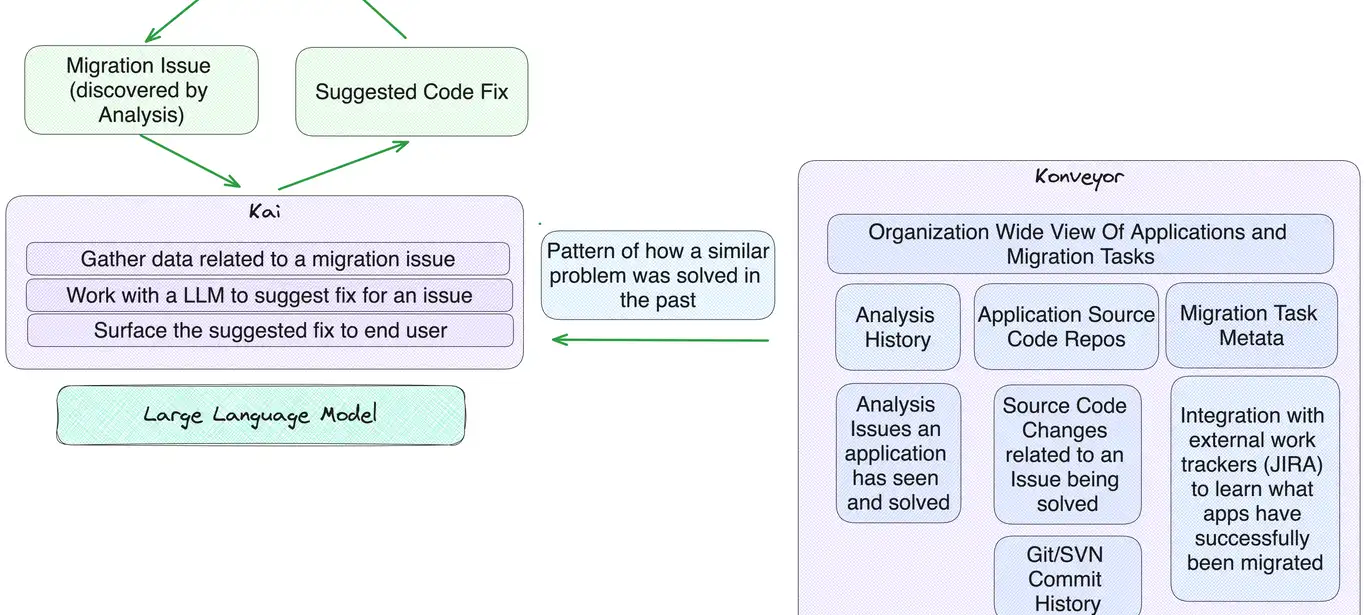 Migration Issue
(discovered by
Analysis)
Suggested Code Fix
Kai
Gather data related to a migration issue
Work with a LLM to suggest fix for an issue
Surface the suggested fix to end user
Large Language Model
Pattern of how a similar
problem was solved in
the past
Konveyor
Organization Wide View Of Applications and
Migration Tasks
Analysis
History
Application Source
Code Repos
Migration Task
Metata
Analysis
Issues an
application
has seen
and solved
Source Code
Changes
related to an
Issue being
solved
Integration with
external work
trackers (JIRA)
to learn what
apps have
successfully
been migrated
Git/SVN
Commit
History